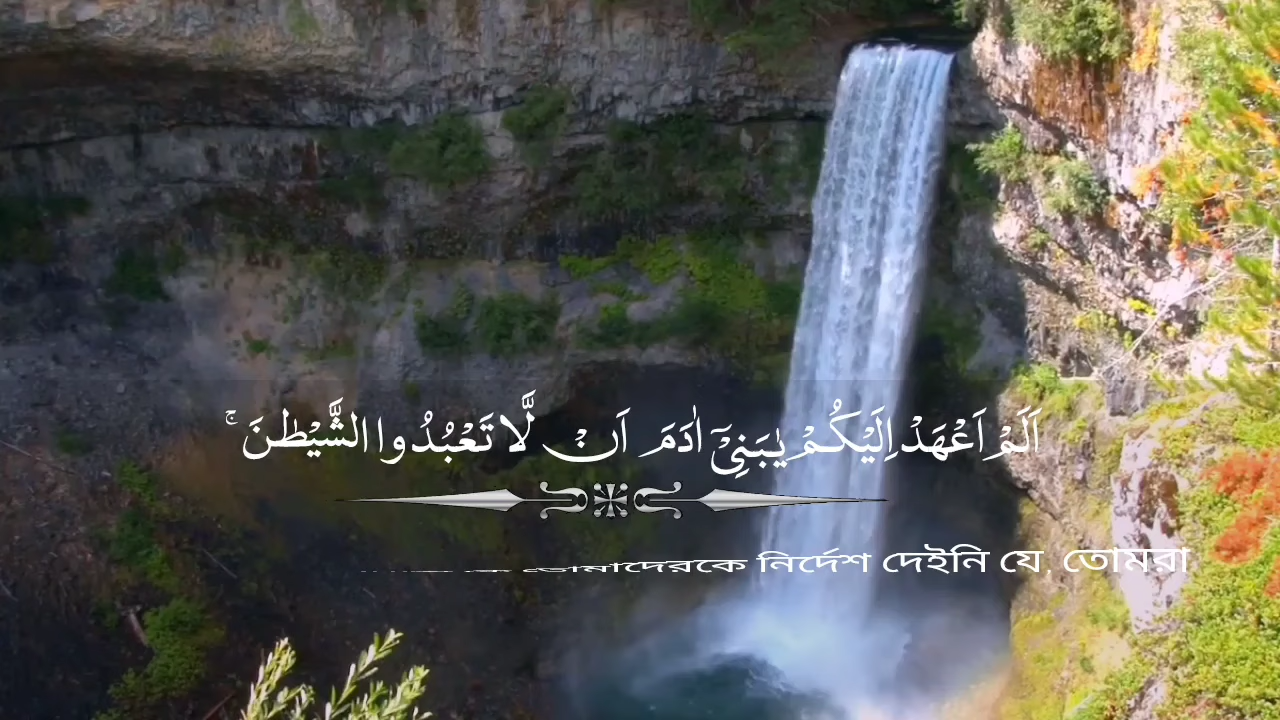 اَلَمۡ اَعۡهَدۡ اِلَيۡكُمۡ يٰبَنِىۡۤ اٰدَمَ اَنۡ لَّا تَعۡبُدُوا الشَّيۡطٰنَ‌ۚ
তোমাদেরকে নির্দেশ দেইনি যে, তোমরা